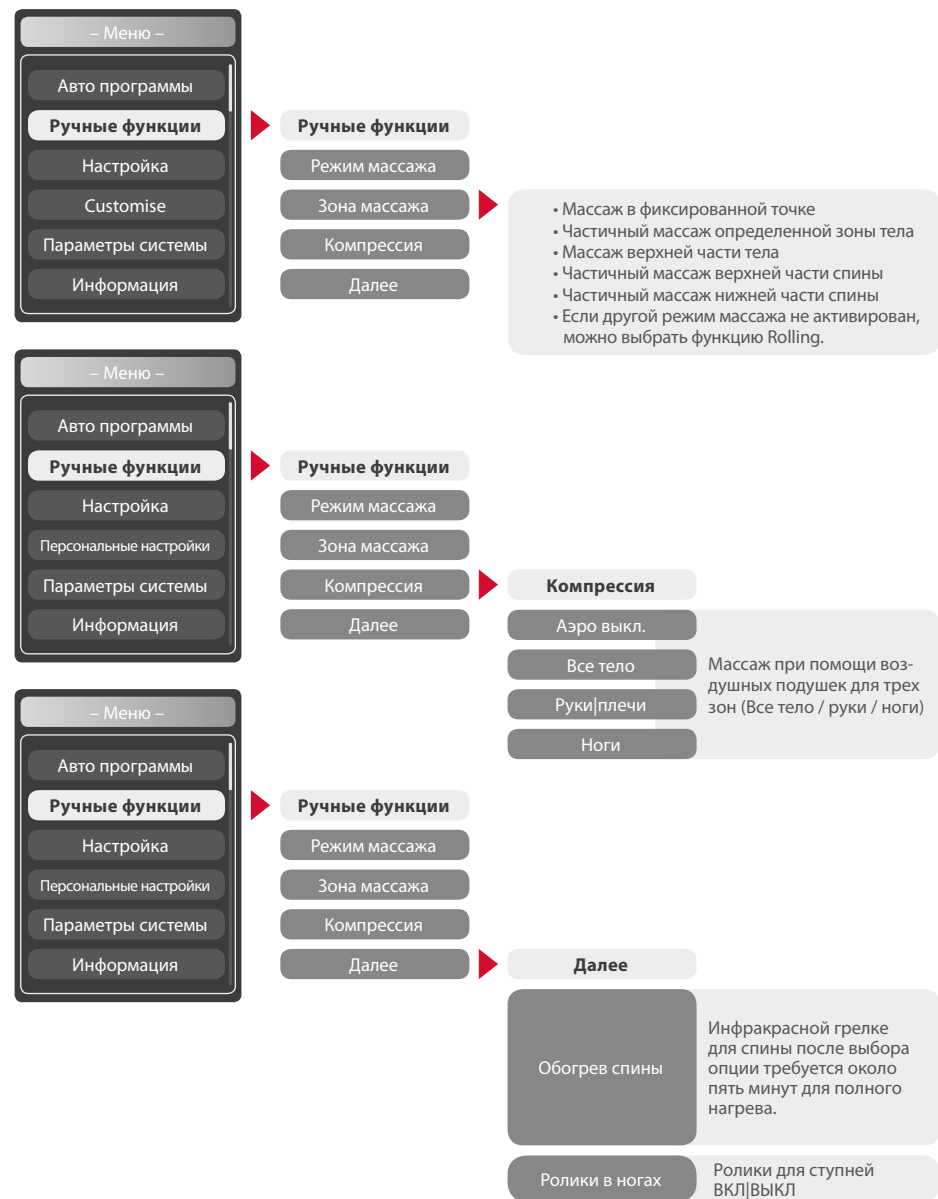 – Меню –
Авто программы
Ручные функции
Настройка
Customise
Параметры системы
Информация
Ручные функции
Режим массажа
Зона массажа
Компрессия
Далее
• Массаж в фиксированной точке
• Частичный массаж определенной зоны тела
• Массаж верхней части тела
• Частичный массаж верхней части спины
• Частичный массаж нижней части спины
• Если другой режим массажа не активирован,
можно выбрать функцию Rolling.
– Меню –
Авто программы
Ручные функции
Настройка
Персональные настройки
Параметры системы
Информация
Ручные функции
Режим массажа
Зона массажа
Компрессия
Далее
Компрессия
Аэро выкл.
Все тело
Руки|плечи
Ноги
Массаж при помощи воз-
душных подушек для трех
зон (Все тело / руки / ноги)
– Меню –
Авто программы
Ручные функции
Настройка
Персональные настройки
Параметры системы
Информация
Ручные функции
Режим массажа
Зона массажа
Компрессия
Далее
Далее
Обогрев спины
Инфракрасной грелке
для спины после выбора
опции требуется около
пять минут для полного
нагрева.
Ролики в ногах
Ролики для ступней
ВКЛ|ВЫКЛ